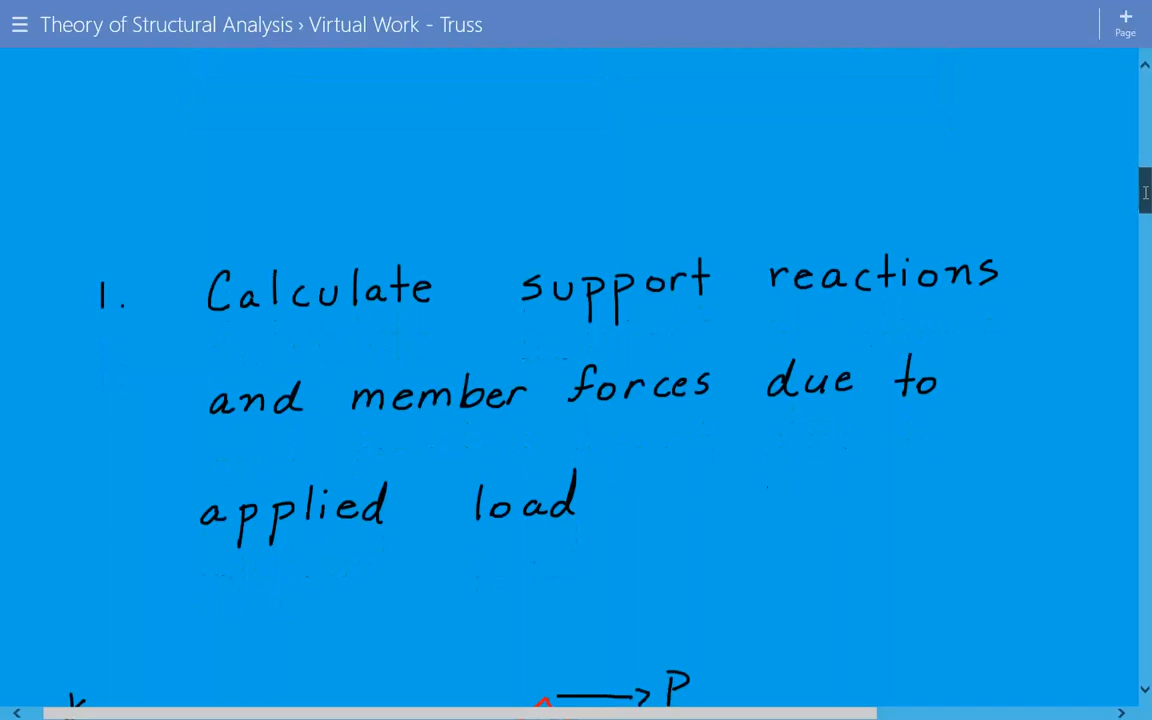 Theory of Structural Analysis › Virtual Work - Truss
Page
1. Calculate support reactions
and member forces due to
applied load
P